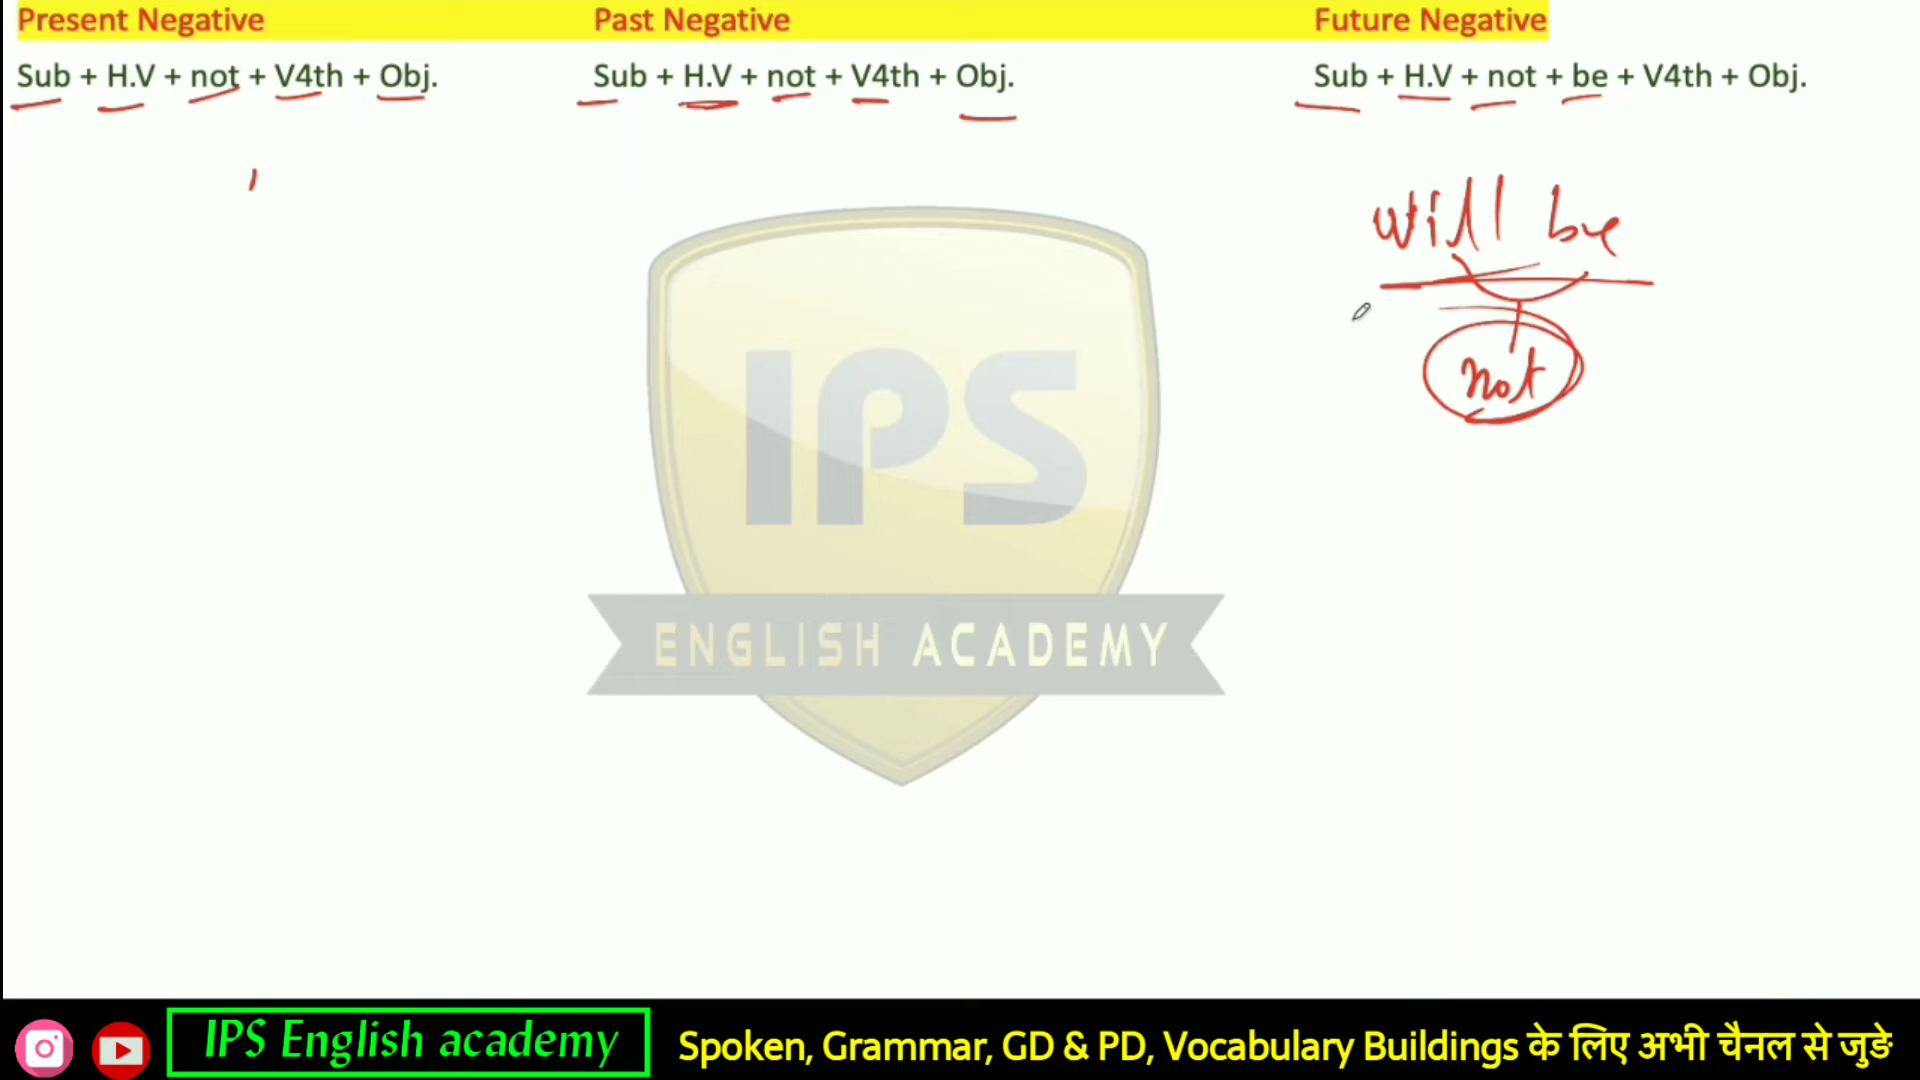 Present Negative Past Negative Future Negative
Sub + H.V + not + V4th + Obj. Sub + H.V + not + V4th + Obj. Sub + H.V + not + be + V4th + Obj.
will be
not
IPS
ENGLISH ACADEMY
IPS English academy
Spoken, Grammar, GD & PD, Vocabulary Buildings के लिए अभी चैनल से जुङे